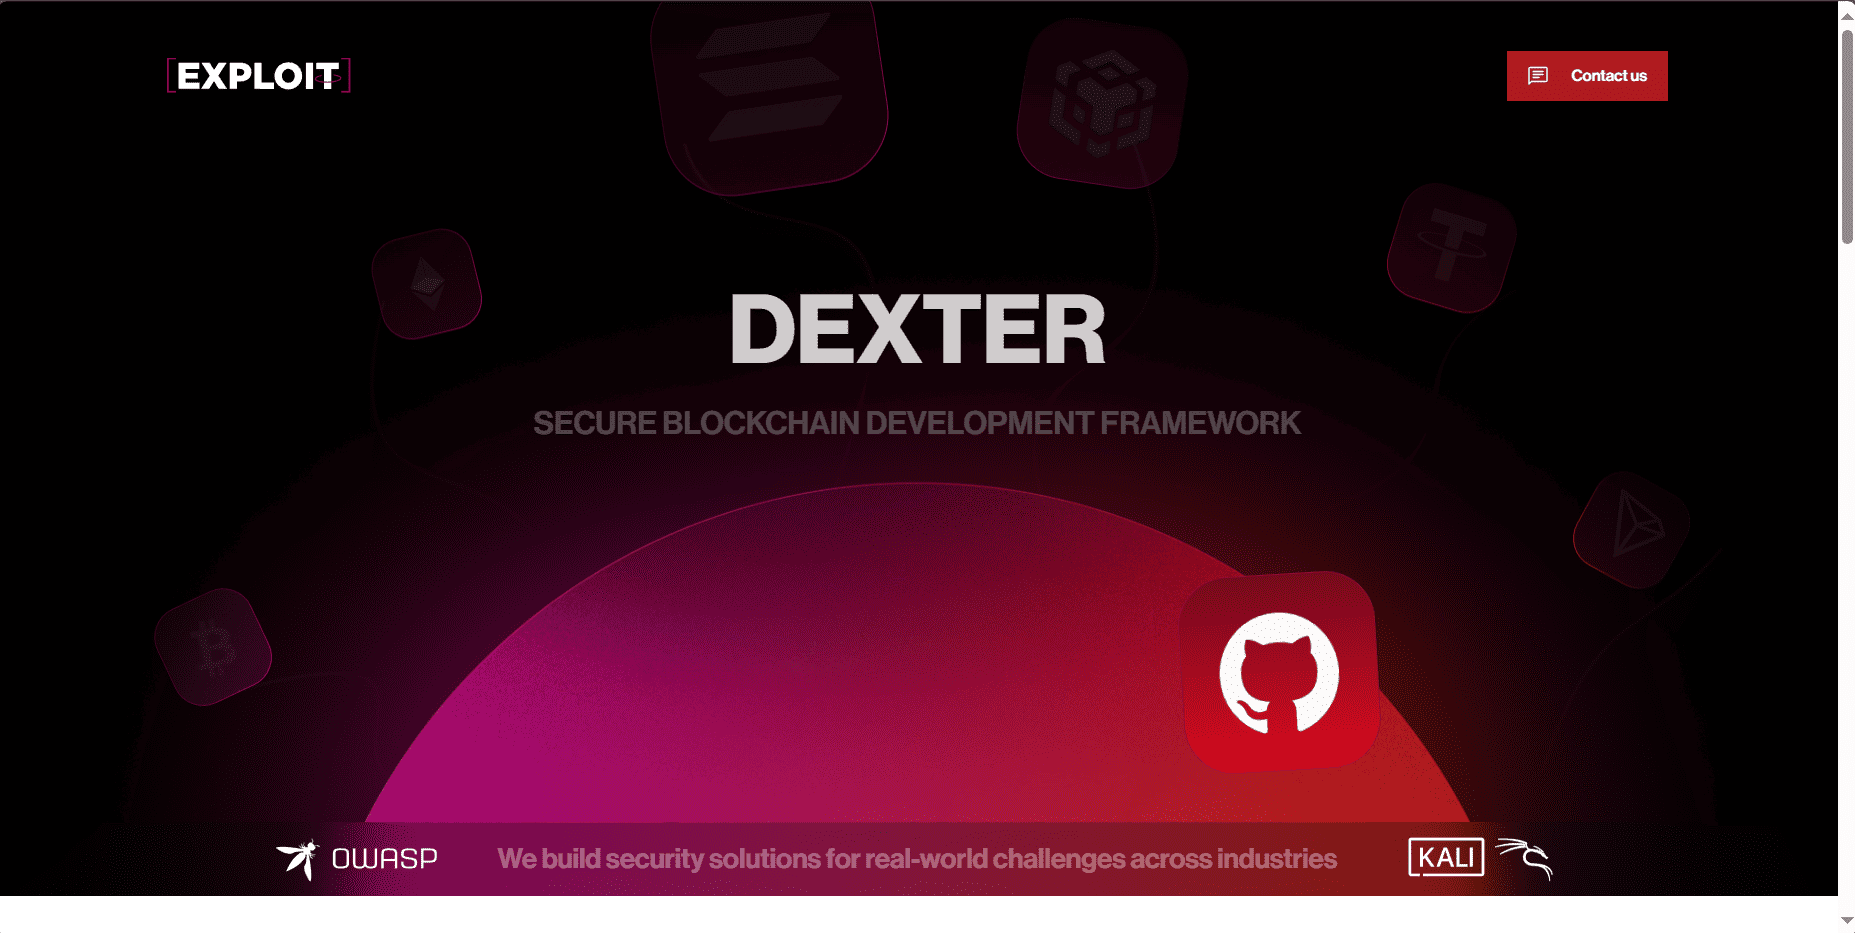 [EXPLOIT]
Contact us
DEXTER
SECURE BLOCKCHAIN DEVELOPMENT FRAMEWORK
OWASP
We build security solutions for real-world challenges across industries
KALI